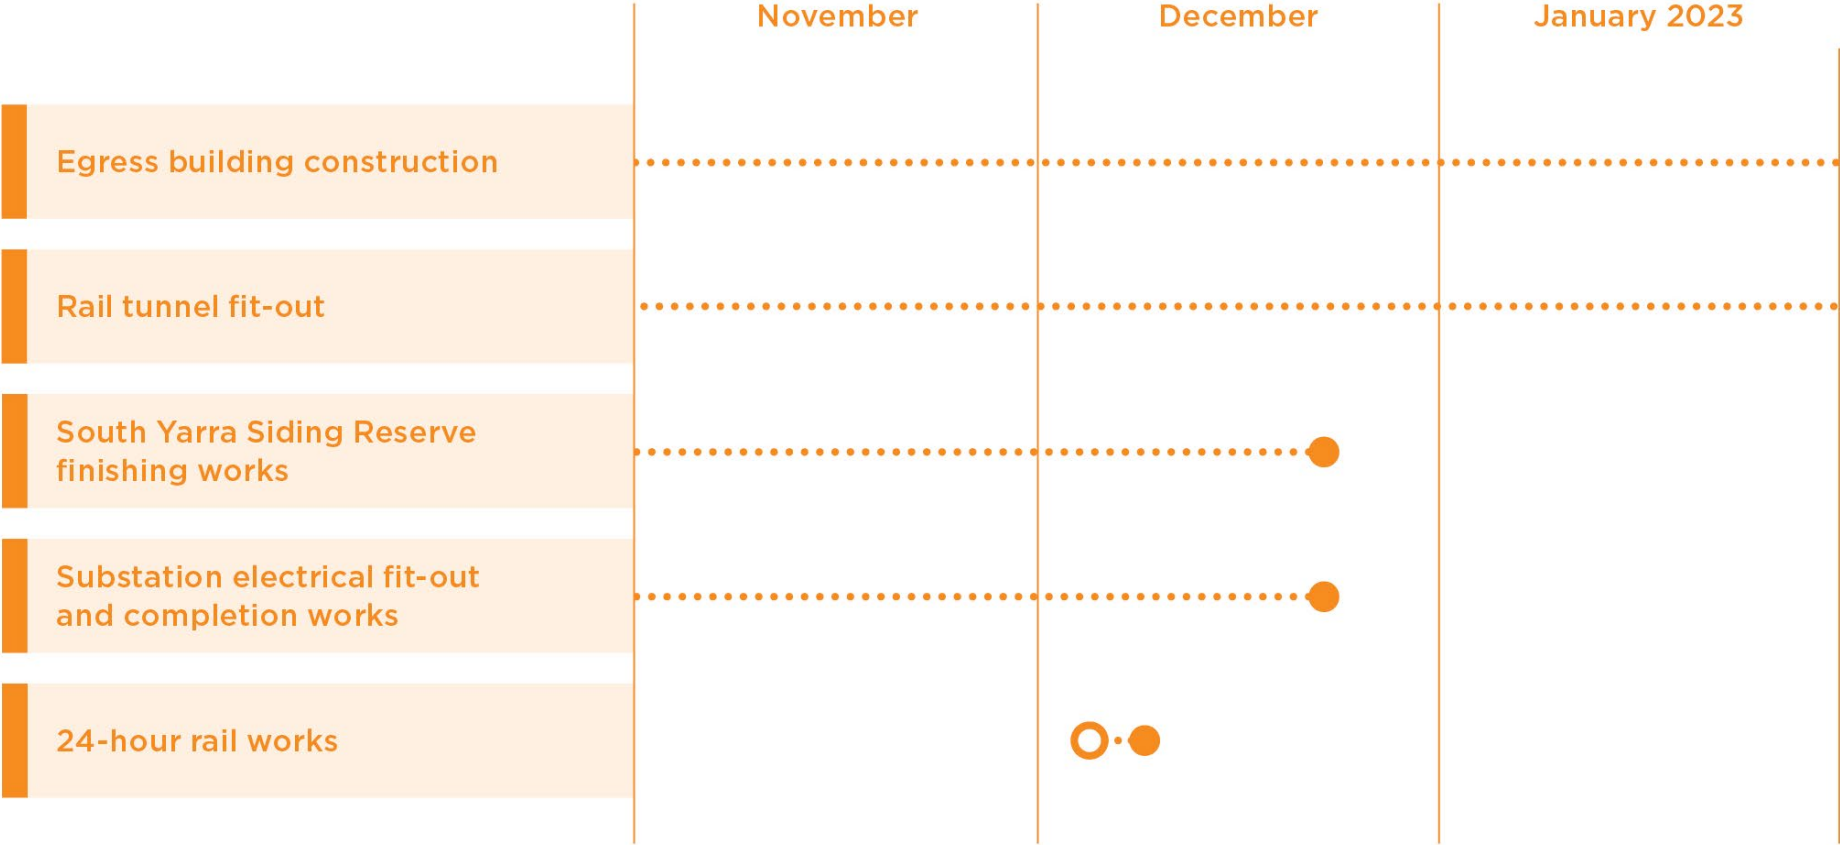 November
December
January 2023
Egress building construction
Rail tunnel fit-out
South Yarra Siding Reserve
finishing works
Substation electrical fit-out
and completion works
24-hour rail works